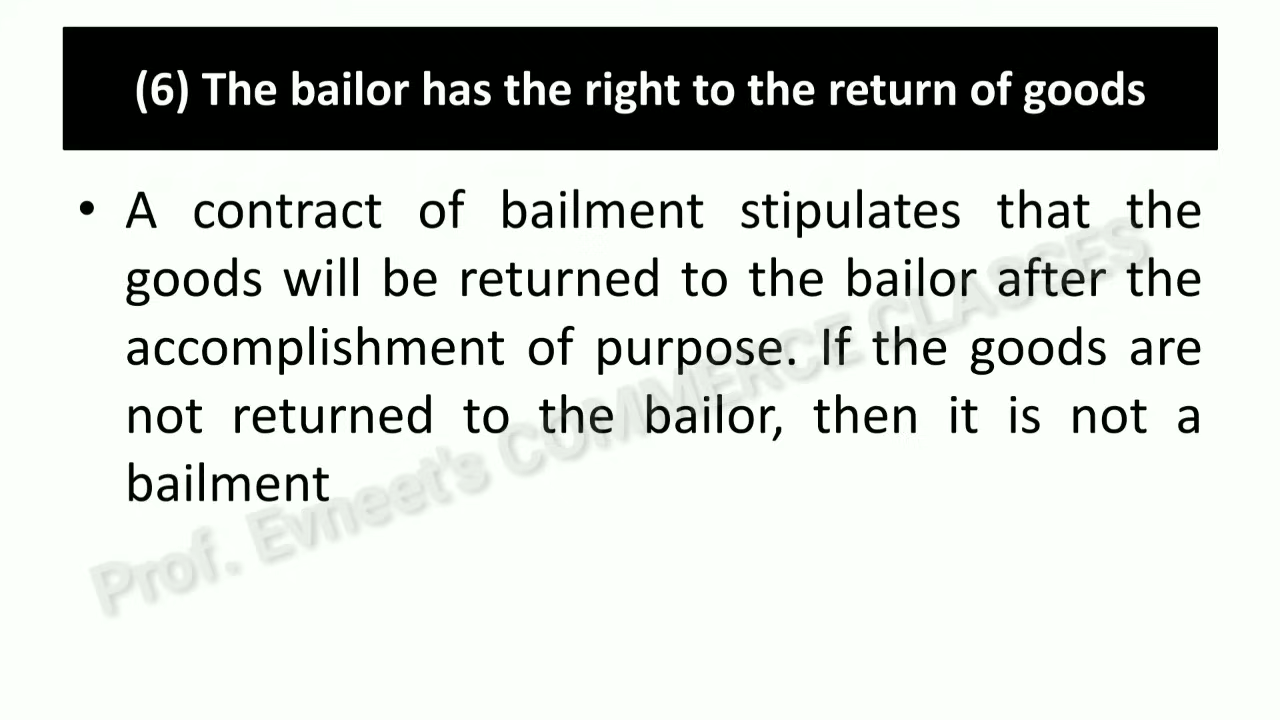 (6) The bailor has the right to the return of goods
• A contract of bailment stipulates that the
goods will be returned to the bailor after the
accomplishment of purpose. If the goods are
not returned to the bailor, then it is not a
bailment
Prof. Evneet's COMMERCE CLASSES